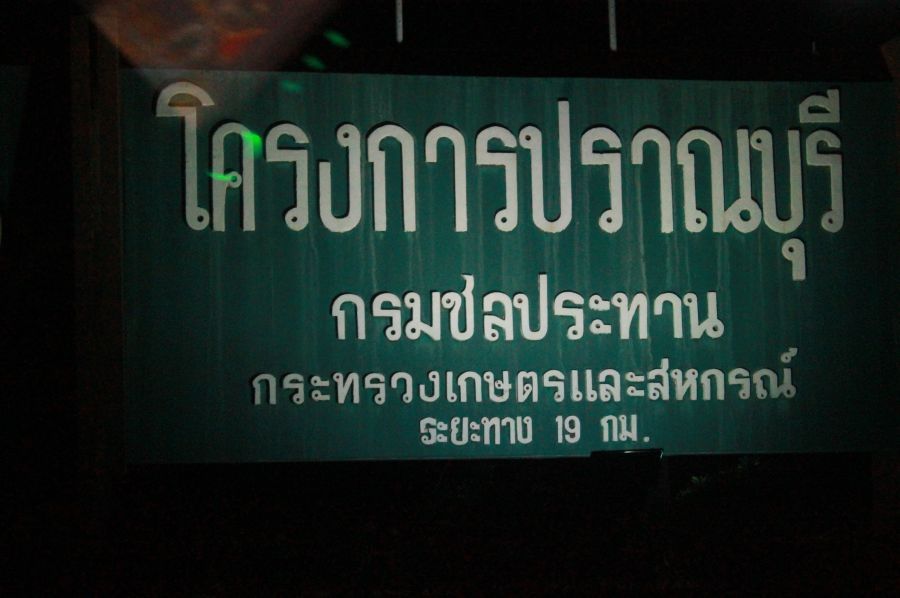 โครงการปราณบุรี
กรมชลประทาน
กระทรวงเกษตรและสหกรณ์
ระยะทาง 19 กม.